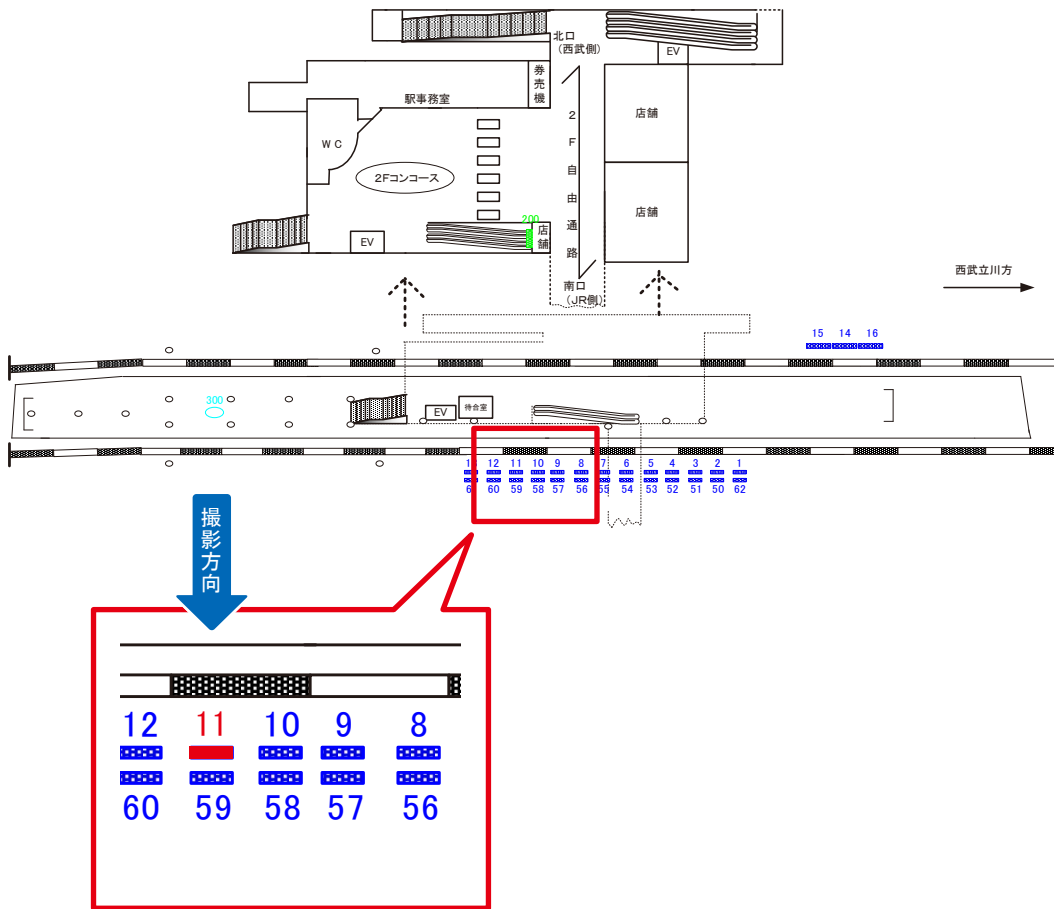 北口
（西武側）
EV
券売機
駅事務室
2F自由通路
店舗
WC
2Fコンコース
店舗
200
店舗
EV
南口
（JR側）
西武立川方
15 14 16
300
EV
待合室
12 11 10 9 8 7 6 5 4 3 2 1
60 59 58 57 56 55 54 53 52 51 50 62
撮影方向
12 11 10 9 8
60 59 58 57 56